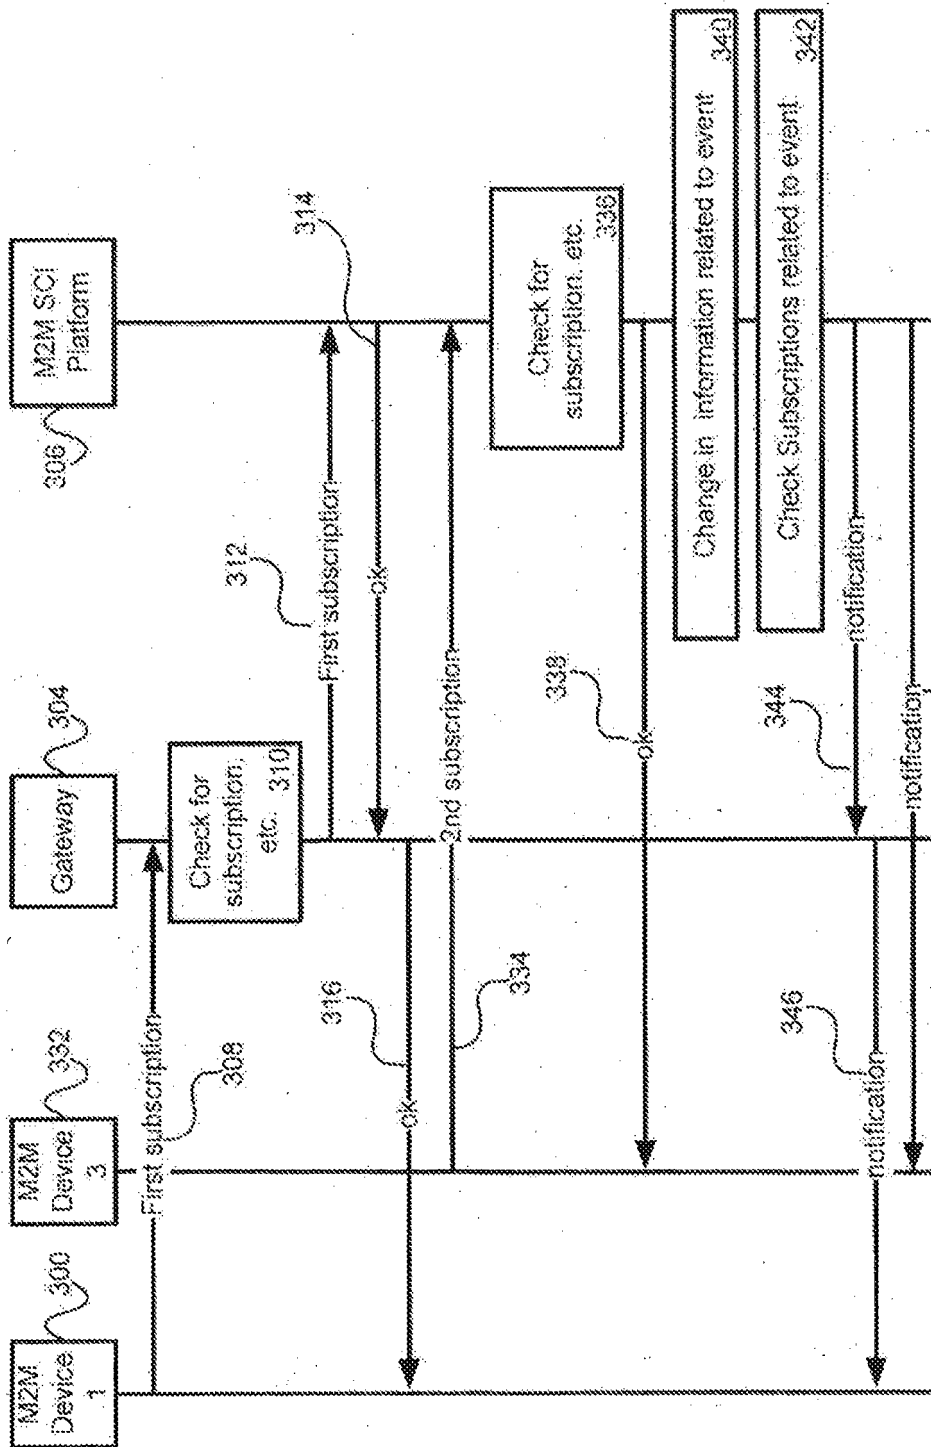 M2M
Device
1
300
M2M
Device
3
332
Gateway
304
M2M SCI
Platform
306
First subscription
308
Check for
subscription,
etc.
310
First subscription
312
ok
314
ok
316
2nd subscription
334
Check for
subscription, etc.
336
ok
338
Change in information related to event
340
Check Subscriptions related to event
342
notification
344
notification
346
notification